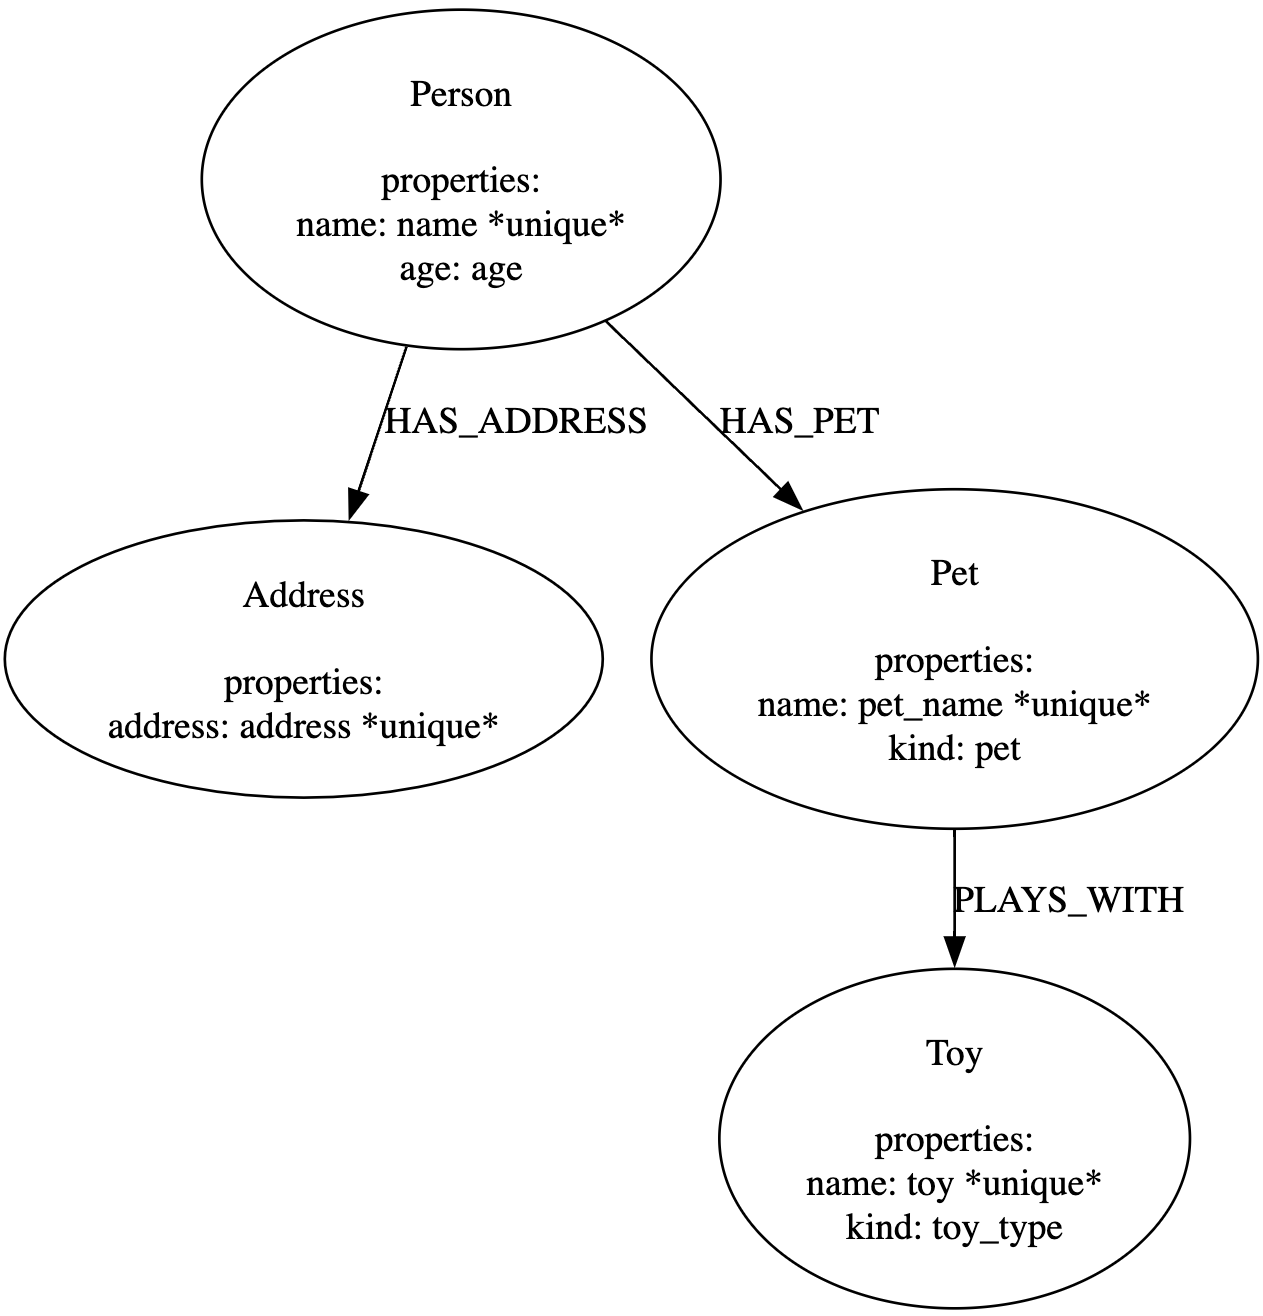 Person
properties:
name: name *unique*
age: age
HAS_ADDRESS
HAS_PET
Address
properties:
address: address *unique*
Pet
properties:
name: pet_name *unique*
kind: pet
PLAYS_WITH
Toy
properties:
name: toy *unique*
kind: toy_type